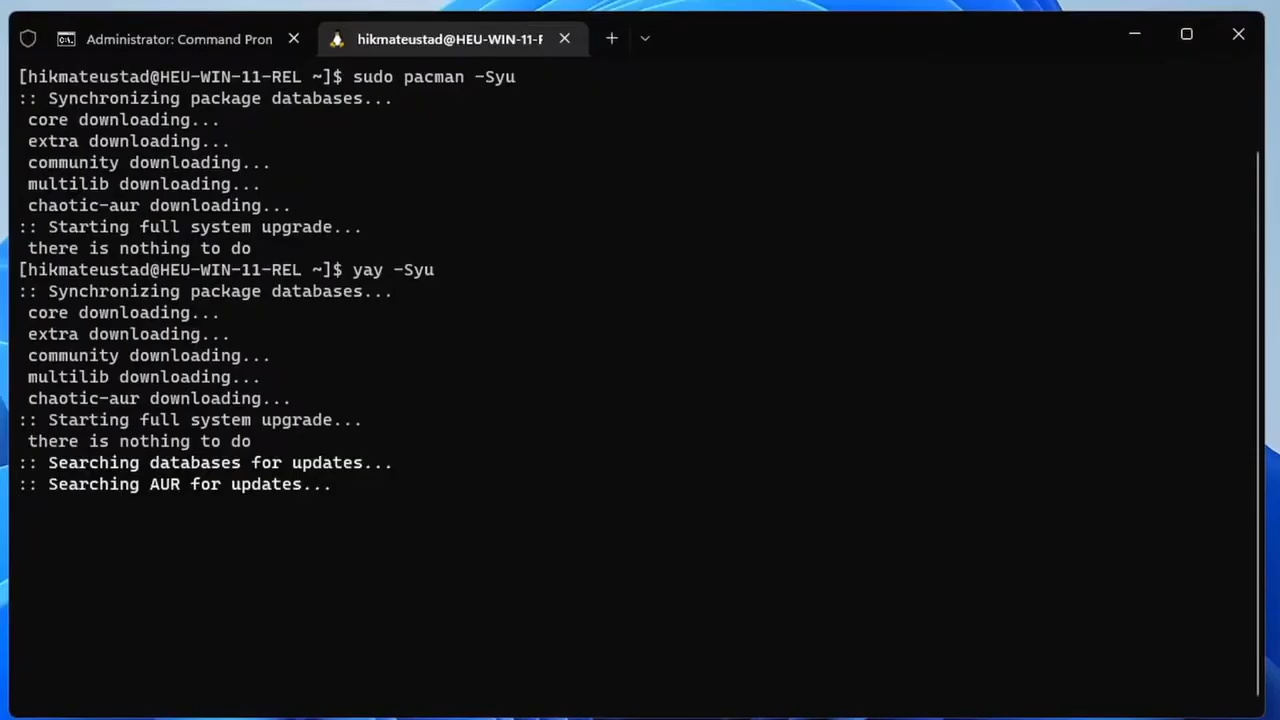 Administrator: Command Pron
hikmateustad@HEU-WIN-11-F
[hikmateustad@HEU-WIN-11-REL ~]$ sudo pacman -Syu
:: Synchronizing package databases...
core downloading...
extra downloading...
community downloading...
multilib downloading...
chaotic-aur downloading...
:: Starting full system upgrade...
there is nothing to do
[hikmateustad@HEU-WIN-11-REL ~]$ yay -Syu
:: Synchronizing package databases...
core downloading...
extra downloading...
community downloading...
multilib downloading...
chaotic-aur downloading...
:: Starting full system upgrade...
there is nothing to do
:: Searching databases for updates...
:: Searching AUR for updates...